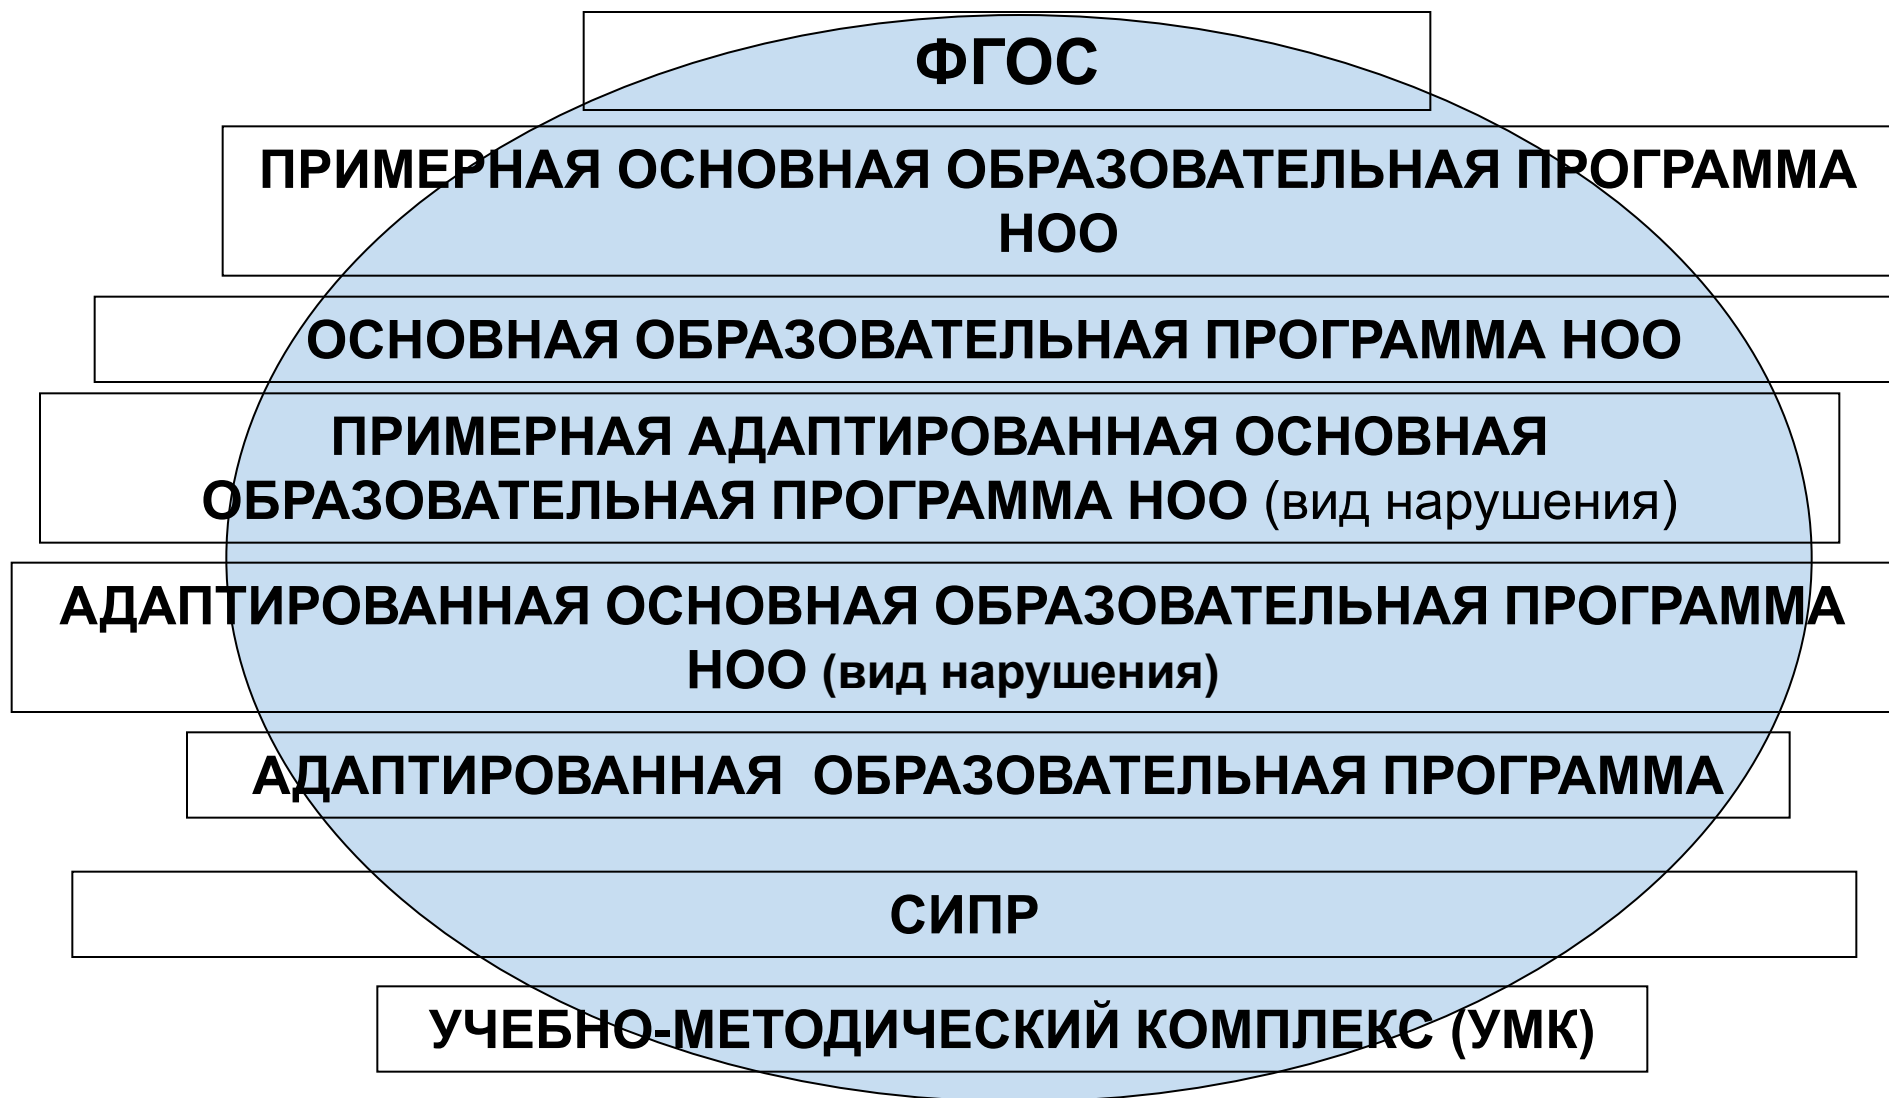 ФГОС
ПРИМЕРНАЯ ОСНОВНАЯ ОБРАЗОВАТЕЛЬНАЯ ПРОГРАММА
НОО
ОСНОВНАЯ ОБРАЗОВАТЕЛЬНАЯ ПРОГРАММА НОО
ПРИМЕРНАЯ АДАПТИРОВАННАЯ ОСНОВНАЯ
ОБРАЗОВАТЕЛЬНАЯ ПРОГРАММА НОО (вид нарушения)
АДАПТИРОВАННАЯ ОСНОВНАЯ ОБРАЗОВАТЕЛЬНАЯ ПРОГРАММА
НОО (вид нарушения)
АДАПТИРОВАННАЯ ОБРАЗОВАТЕЛЬНАЯ ПРОГРАММА
СИПР
УЧЕБНО-МЕТОДИЧЕСКИЙ КОМПЛЕКС (УМК)